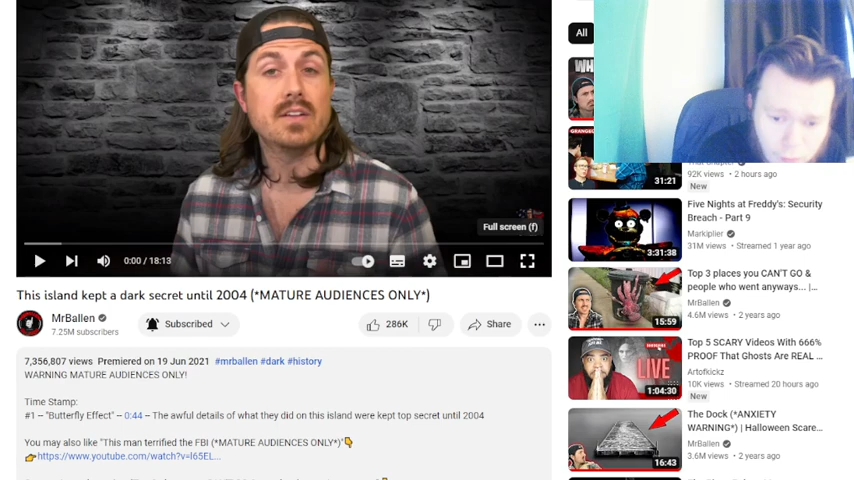 Full screen (f)
0:00 / 18:13
This island kept a dark secret until 2004 (*MATURE AUDIENCES ONLY*)
MrBallen
7.25M subscribers
Subscribed
286K
Share
7,356,807 views Premiered on 19 Jun 2021 #mrballen #dark #history
WARNING MATURE AUDIENCES ONLY!
Time Stamp:
#1 -- "Butterfly Effect" -- 0:44 -- The awful details of what they did on this island were kept top secret until 2004
You may also like "This man terrified the FBI (*MATURE AUDIENCES ONLY*)"👇
👉https://www.youtube.com/watch?v=l65EL...
All
92K views • 2 hours ago
New
31:21
Five Nights at Freddy's: Security
Breach - Part 9
Markiplier
31M views • Streamed 1 year ago
3:31:38
Top 3 places you CAN'T GO &
people who went anyways... |...
MrBallen
4.6M views • 2 years ago
15:59
Top 5 SCARY Videos With 666%
PROOF That Ghosts Are REAL ...
Artofkickz
10K views • Streamed 20 hours ago
New
LIVE
1:04:30
The Dock (*ANXIETY
WARNING*) | Halloween Scare...
MrBallen
3.6M views • 2 years ago
16:43